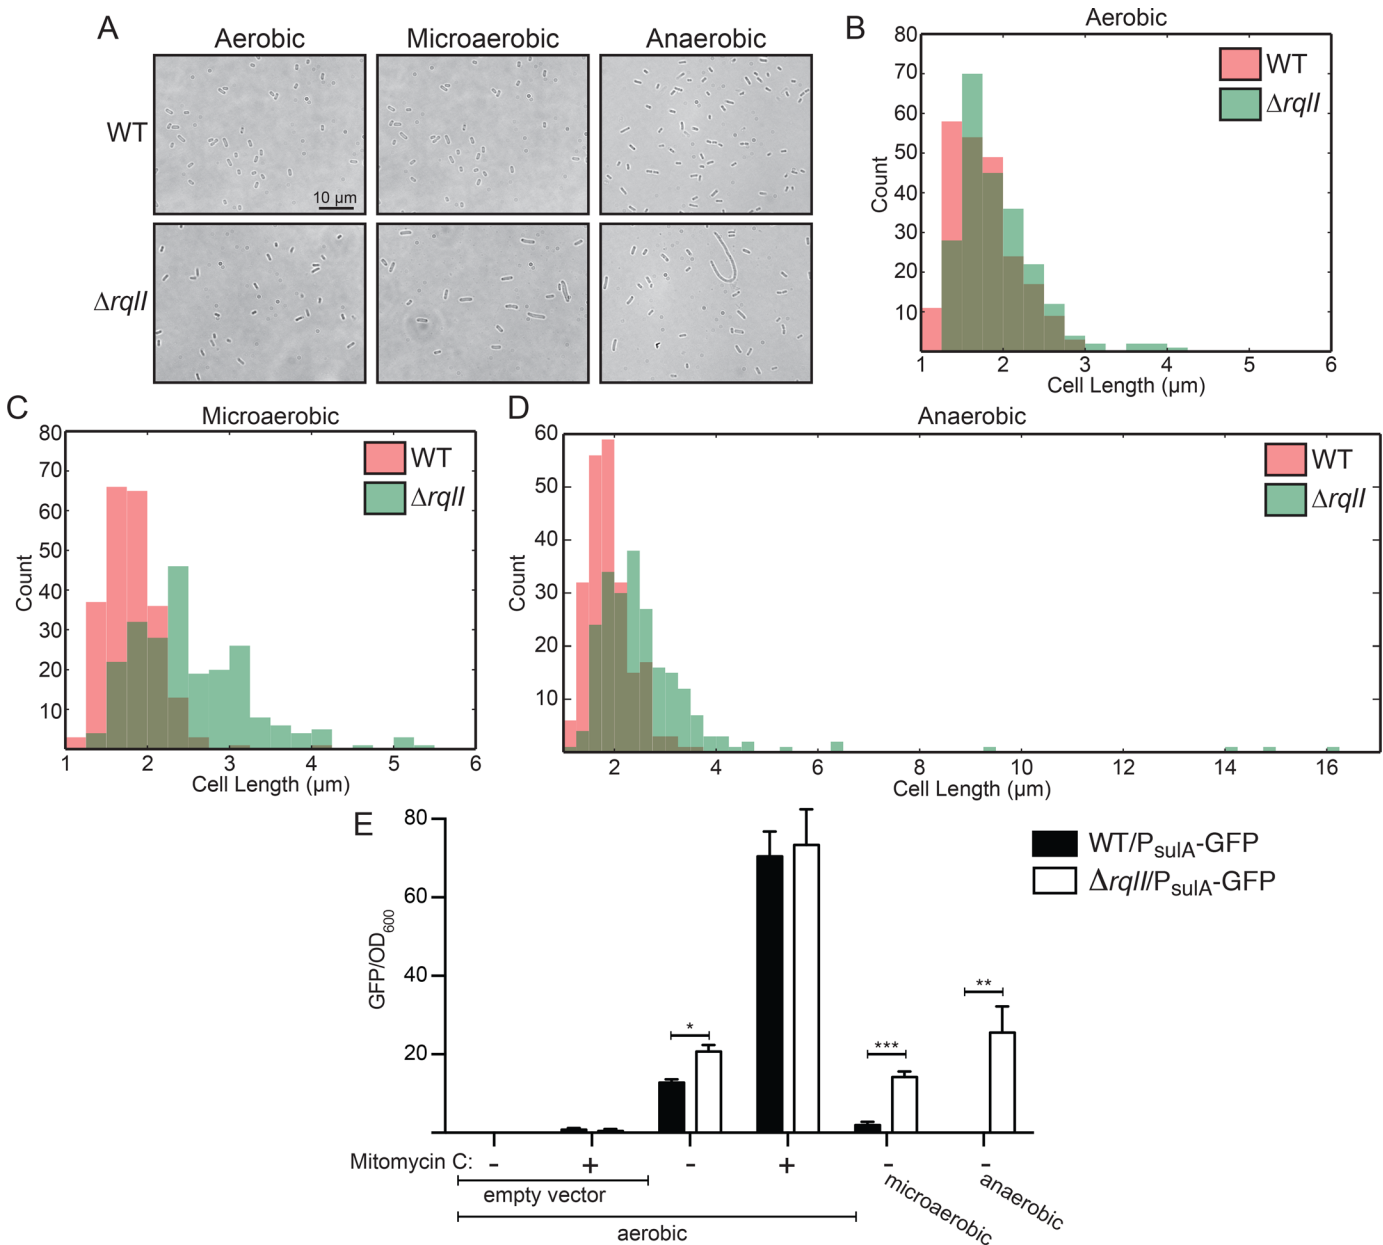 A
Aerobic
Microaerobic
Anaerobic
WT
10 µm
ΔrqlI
B
Aerobic
80
70
60
50
40
30
20
10
Count
1
2
3
4
5
6
Cell Length (µm)
WT
ΔrqlI
C
Microaerobic
80
70
60
50
40
30
20
10
Count
1
2
3
4
5
6
Cell Length (µm)
WT
ΔrqlI
D
Anaerobic
60
50
40
30
20
10
Count
2
4
6
8
10
12
14
16
Cell Length (µm)
WT
ΔrqlI
E
80
60
40
20
GFP/OD600
*
***
**
WT/PsulA-GFP
ΔrqlI/PsulA-GFP
Mitomycin C: - + - + - -
empty vector
aerobic
microaerobic
anaerobic